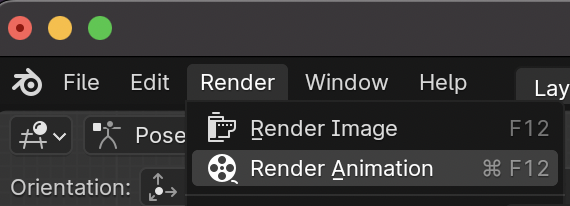 File Edit Render Window Help Lay
Render Image F12
Pose
Render Animation ⌘ F12
Orientation: